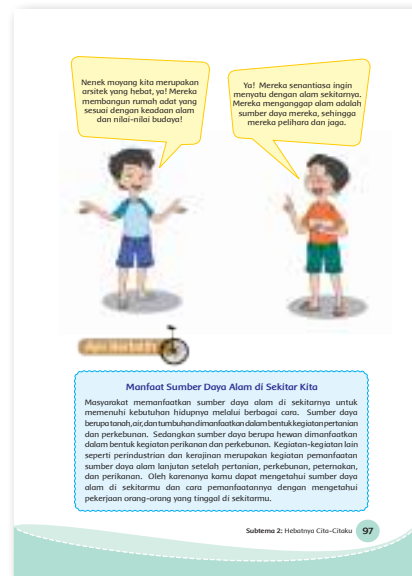 Nenek moyang kita merupakan
arsitek yang hebat, ya! Mereka
membangun rumah adat yang
sesuai dengan keadaan alam
dan nilai-nilai budaya!
Ya! Mereka senantiasa ingin
menyatu dengan alam sekitarnya.
Mereka menganggap alam adalah
sumber daya mereka, sehingga
mereka pelihara dan jaga.
Manfaat Sumber Daya Alam di Sekitar Kita
Masyarakat memanfaatkan sumber daya alam di sekitarnya untuk
memenuhi kebutuhan hidupnya melalui berbagai cara. Sumber daya
berupa tanah, air, dan tumbuhan dimanfaatkan dalam bentuk kegiatan pertanian
dan perkebunan. Sedangkan sumber daya berupa hewan dimanfaatkan
dalam bentuk kegiatan perikanan dan perkebunan. Kegiatan-kegiatan lain
seperti perindustrian dan kerajinan merupakan kegiatan pemanfaatan
sumber daya alam lanjutan setelah pertanian, perkebunan, peternakan,
dan perikanan. Oleh karenanya kamu dapat mengetahui sumber daya
alam di sekitarmu dan cara pemanfaatannya dengan mengetahui
pekerjaan orang-orang yang tinggal di sekitarmu.
Subtema 2: Hebatnya Cita-Citaku 97